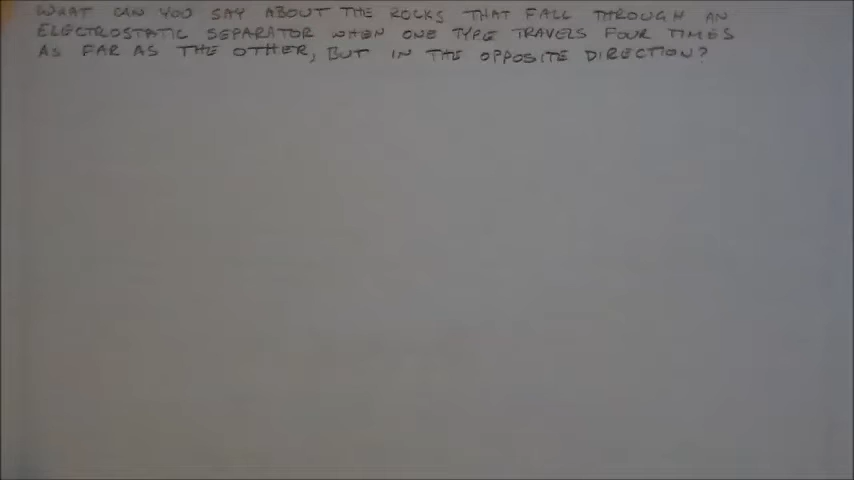 WHAT CAN YOU SAY ABOUT THE ROCKS THAT FALL THROUGH AN
ELECTROSTATIC SEPARATOR WHEN ONE TYPE TRAVELS FOUR TIMES
AS FAR AS THE OTHER, BUT IN THE OPPOSITE DIRECTION?